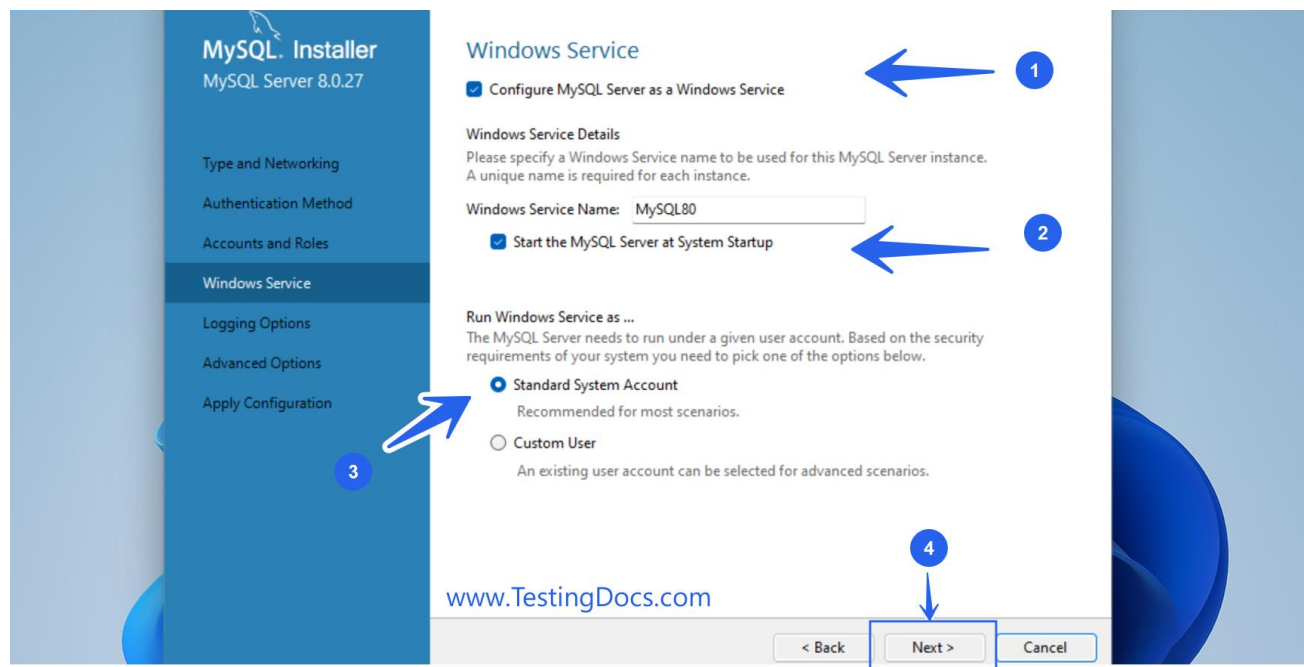 MySQL. Installer
MySQL Server 8.0.27
Type and Networking
Authentication Method
Accounts and Roles
Windows Service
Logging Options
Advanced Options
Apply Configuration
Windows Service
1
Configure MySQL Server as a Windows Service
Windows Service Details
Please specify a Windows Service name to be used for this MySQL Server instance.
A unique name is required for each instance.
Windows Service Name: MySQL80
2
Start the MySQL Server at System Startup
Run Windows Service as ...
The MySQL Server needs to run under a given user account. Based on the security
requirements of your system you need to pick one of the options below.
Standard System Account
Recommended for most scenarios.
3
Custom User
An existing user account can be selected for advanced scenarios.
4
www.TestingDocs.com
< Back
Next >
Cancel